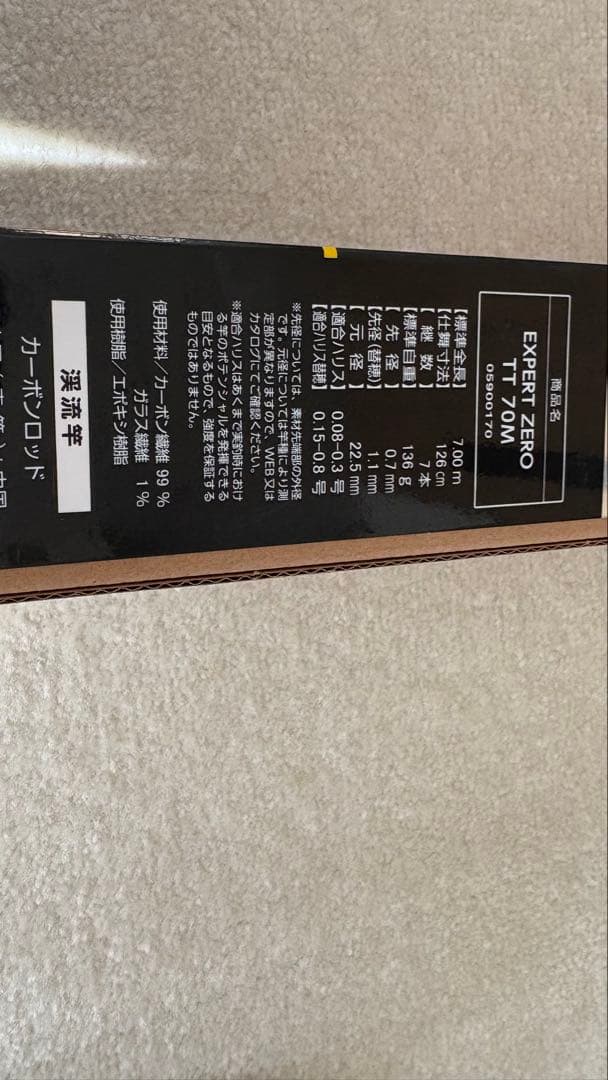 商品名
EXPERT ZERO
TT 70M
05900170
【標準全長】 7.00 m
【仕舞寸法】 126 cm
【継数】 7 本
【標準自重】 136 g
【先径】 0.7 mm
【先径(替穂)】 1.1 mm
【元径】 22.5 mm
【適合ハリス】 0.08-0.3 号
【適合ハリス替穂】 0.15-0.8 号
※先径については、素材先端部の外径
です。元径については竿種により測
定部が異なりますので、WEB又は
カタログにてご確認ください。
※適合ハリスはあくまで実釣時におけ
る竿のポテンシャルを発揮できる
目安となるもので、強度を保証する
ものではありません。
使用材料/カーボン繊維 99 %
ガラス繊維 1 %
使用樹脂/エポキシ樹脂
渓流竿
カーボンロッド